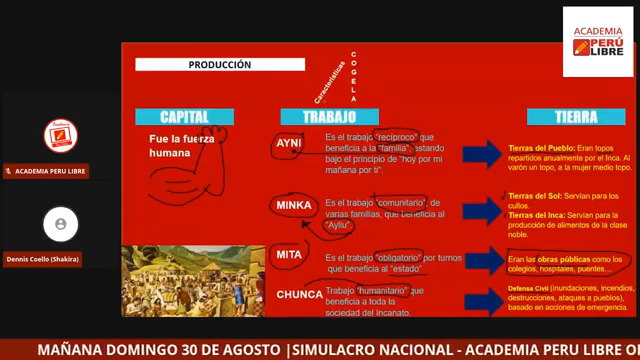 ACADEMIA
PERÚ
LIBRE
PRODUCCIÓN
Características
COGELA
CAPITAL
TRABAJO
TIERRA
Fue la fuerza
humana
AYNI
Es el trabajo "recíproco" que
beneficia a la "familia", estando
bajo el principio de "hoy por mi
mañana por ti".
Tierras del Pueblo: Eran topos
repartidos anualmente por el Inca. Al
varón un topo, a la mujer medio topo.
MINKA
Es el trabajo "comunitario", de
varias familias, que beneficia al
"Ayllu".
Tierras del Sol: Servían para los
cultos.
Tierras del Inca: Servían para la
producción de alimentos de la clase
noble.
MITA
Es el trabajo "obligatorio" por turnos
que beneficia al "estado"
Eran las obras públicas como los
colegios, hospitales, puentes...
CHUNCA
Trabajo "humanitario" que
beneficia a toda la
sociedad del Incanato.
Defensa Civil (inundaciones, incendios,
destrucciones, ataques a pueblos),
basado en acciones de emergencia.
ACADEMIA PERU LIBRE
Dennis Coello (Shakira)
MAÑANA DOMINGO 30 DE AGOSTO | SIMULACRO NACIONAL - ACADEMIA PERU LIBRE O